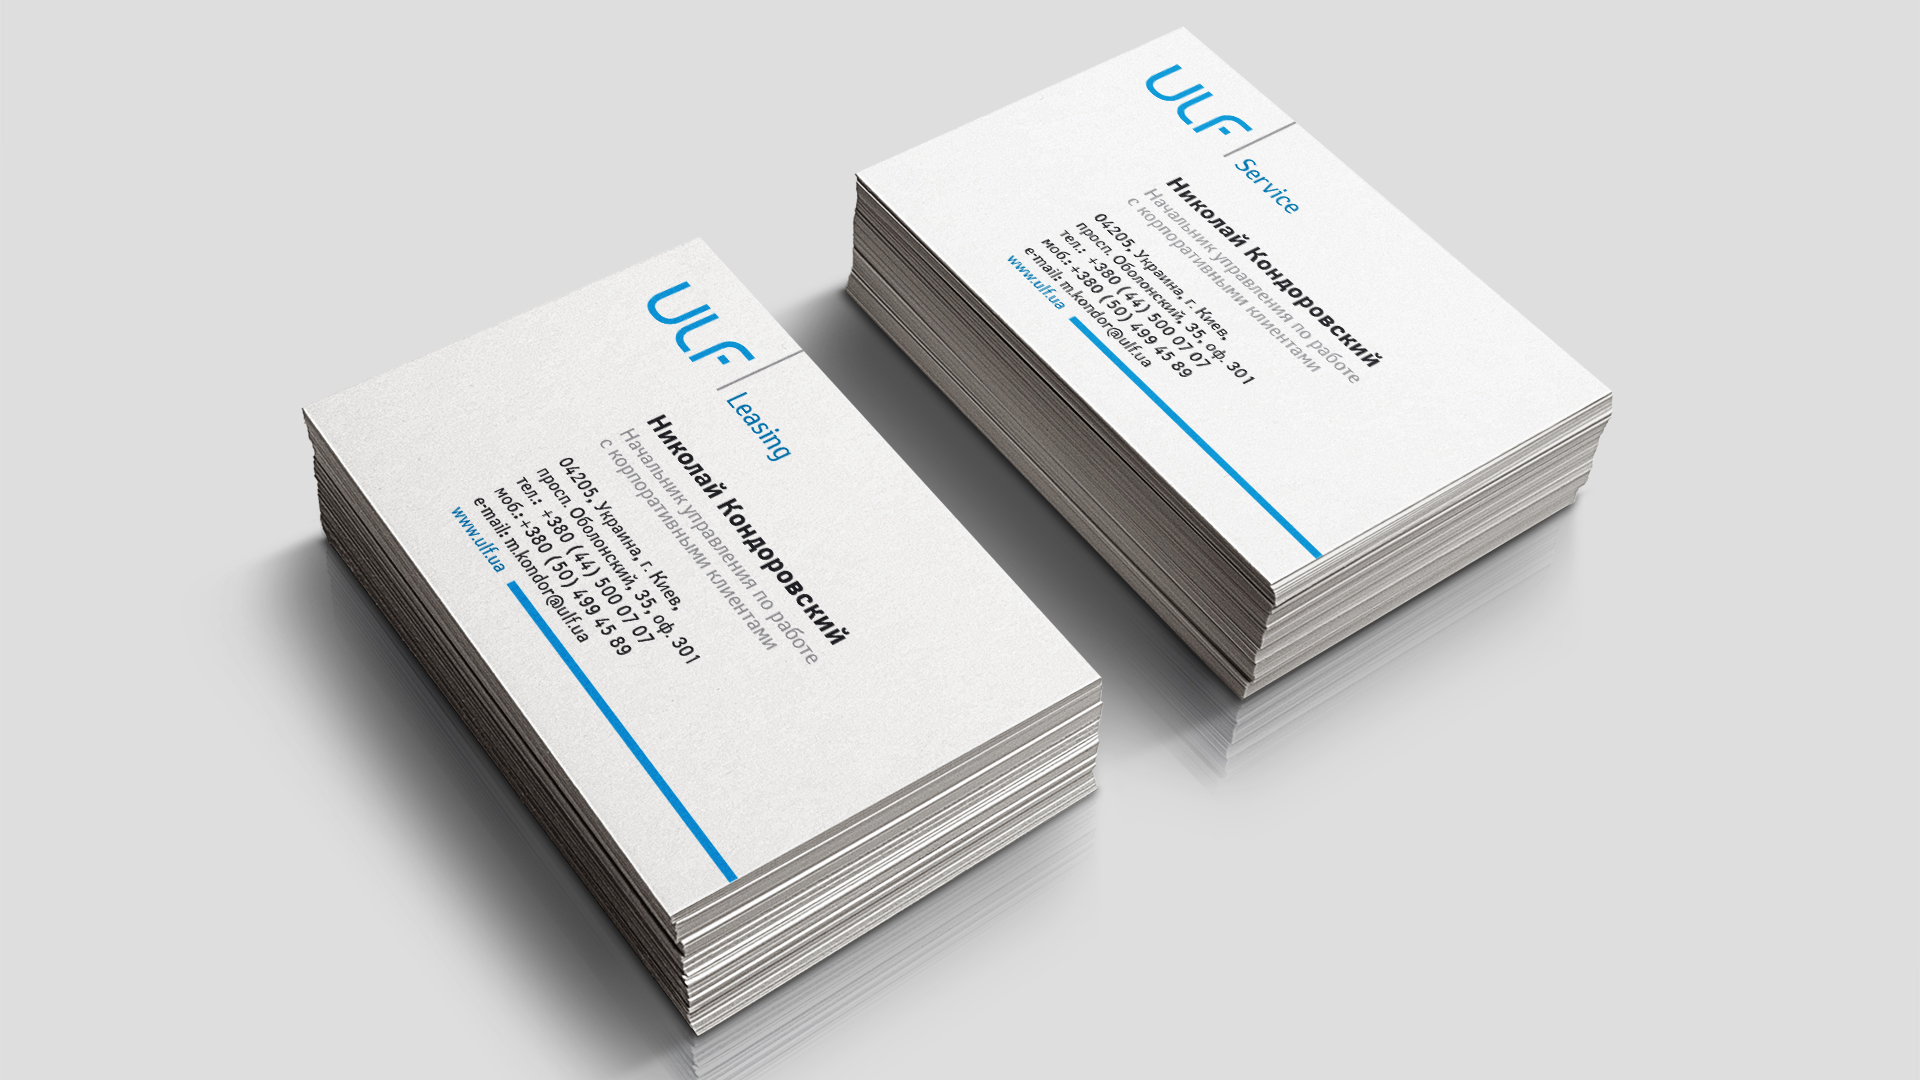 ULF
Leasing
Николай Кондоровский
Начальник управления по работе
с корпоративными клиентами
04205, Украина, г. Киев,
просп. Оболонский, 35, оф. 301
тел.: +380 (44) 500 07 07
моб.: +380 (50) 499 45 89
e-mail: m.kondor@ulf.ua
www.ulf.ua
ULF
Service
Николай Кондоровский
Начальник управления по работе
с корпоративными клиентами
04205, Украина, г. Киев,
просп. Оболонский, 35, оф. 301
тел.: +380 (44) 500 07 07
моб.: +380 (50) 499 45 89
e-mail: m.kondor@ulf.ua
www.ulf.ua